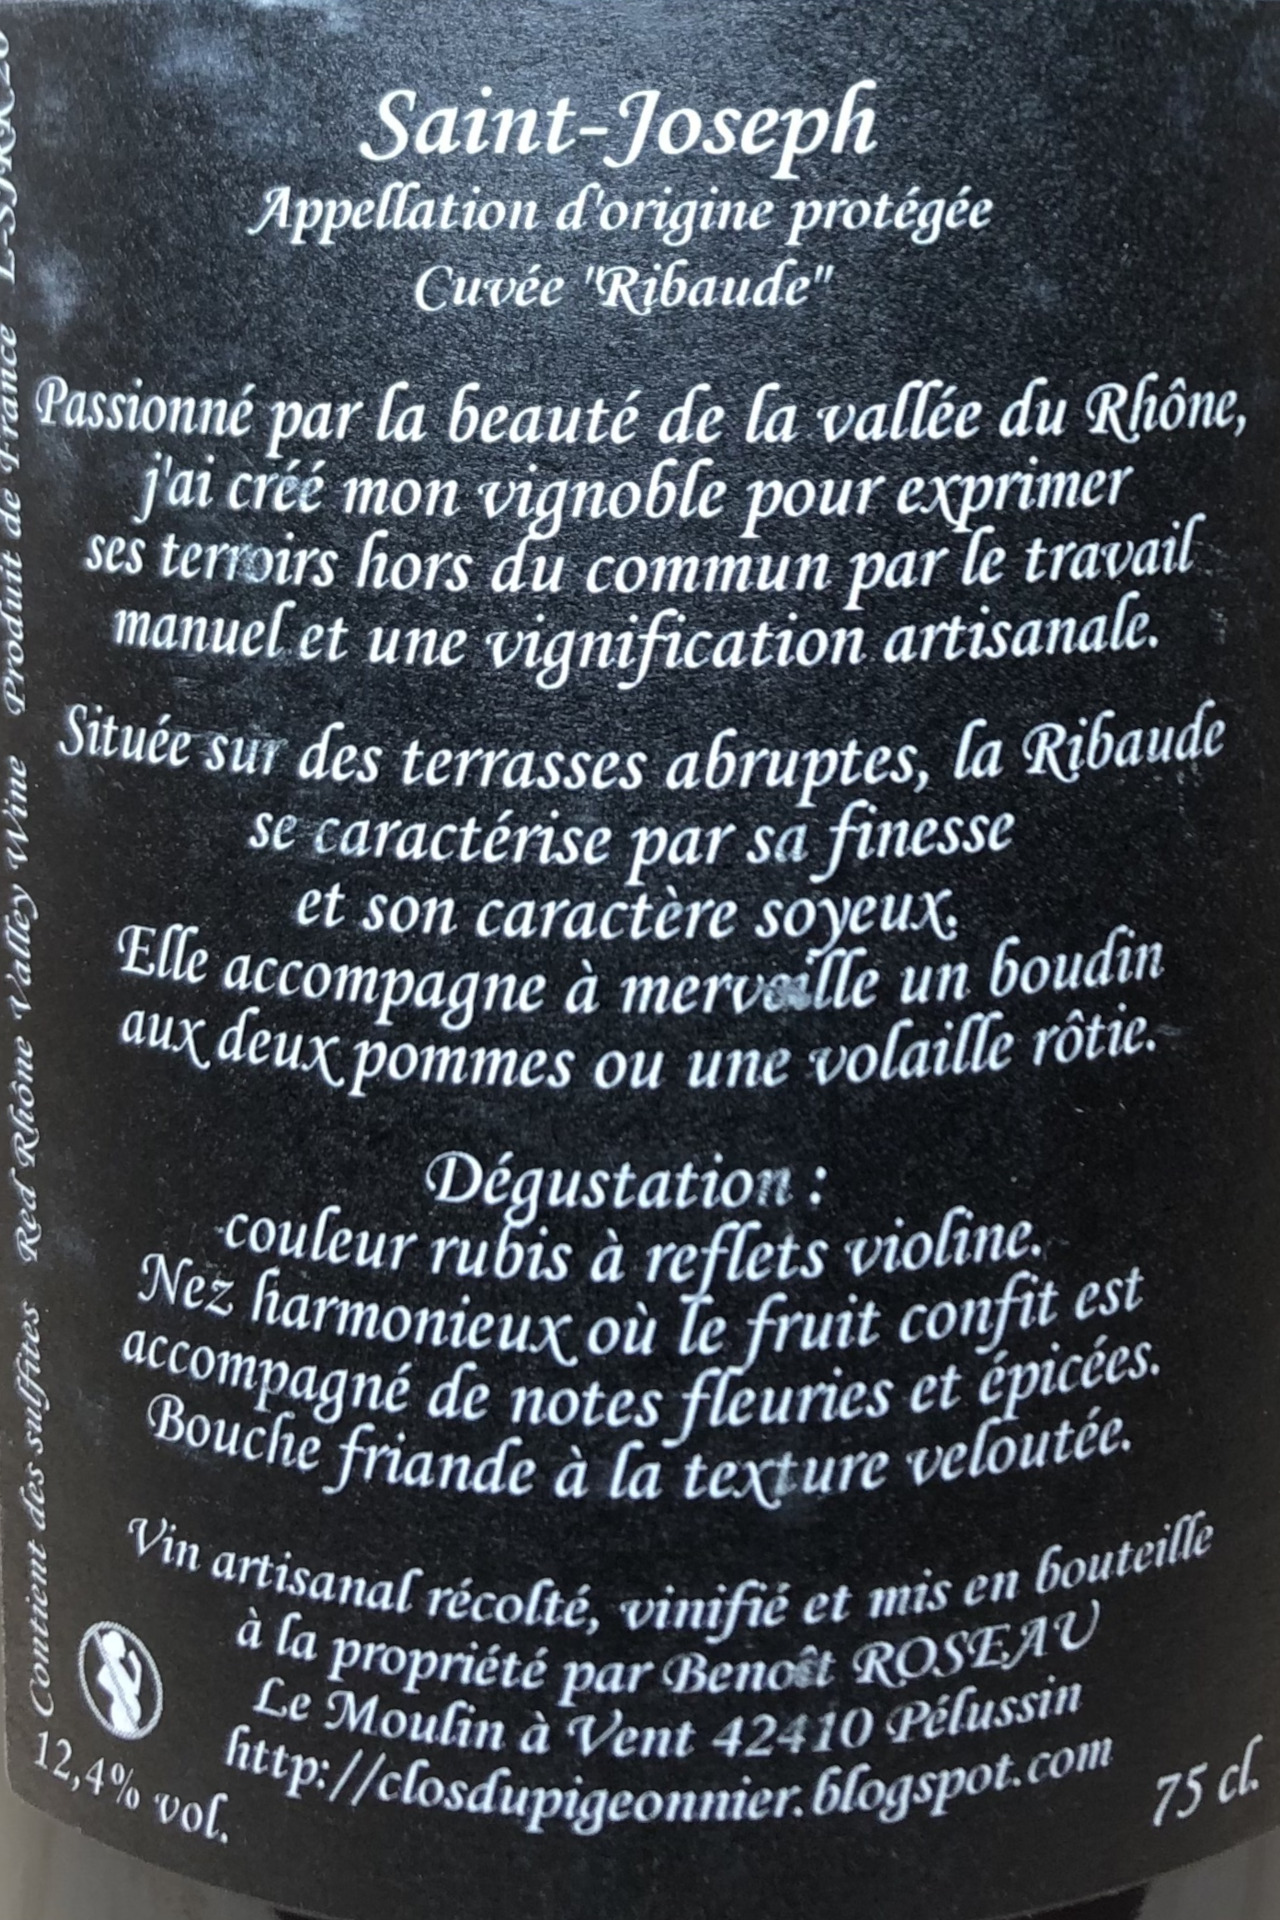 Saint-Joseph
Appellation d'origine protégée
Cuvée "Ribaude"
Passionné par la beauté de la vallée du Rhône,
j'ai créé mon vignoble pour exprimer
ses terroirs hors du commun par le travail
manuel et une vignification artisanale.
Située sur des terrasses abruptes, la Ribaude
se caractérise par sa finesse
et son caractère soyeux.
Elle accompagne à merveille un boudin
aux deux pommes ou une volaille rôtie.
Dégustation :
couleur rubis à reflets violine.
Nez harmonieux où le fruit confit est
accompagné de notes fleuries et épicées.
Bouche friande à la texture veloutée.
Vin artisanal récolté, vinifié et mis en bouteille
à la propriété par Benoît ROSEAU
Le Moulin à Vent 42410 Pélussin
http://closdupigeonnier.blogspot.com
12,4% vol.
75 cl.
Contient des sulfites Red Rhône Valley Wine Produit de France